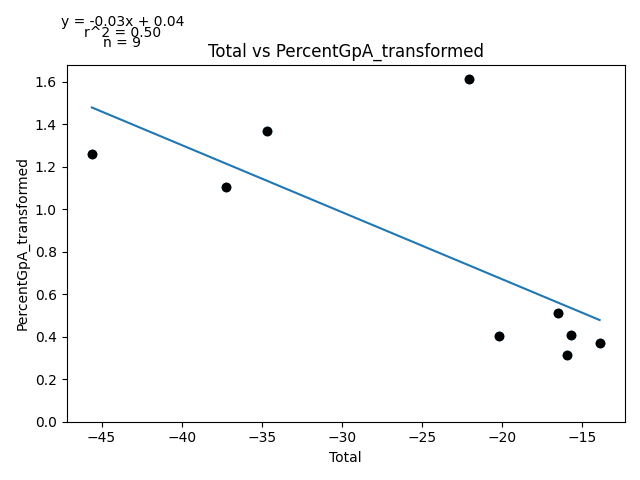 y = -0.03x + 0.04
r^2 = 0.50
n = 9
Total vs PercentGpA_transformed
PercentGpA_transformed
1.6
1.4
1.2
1.0
0.8
0.6
0.4
0.2
0.0
−45
−40
−35
−30
−25
−20
−15
Total